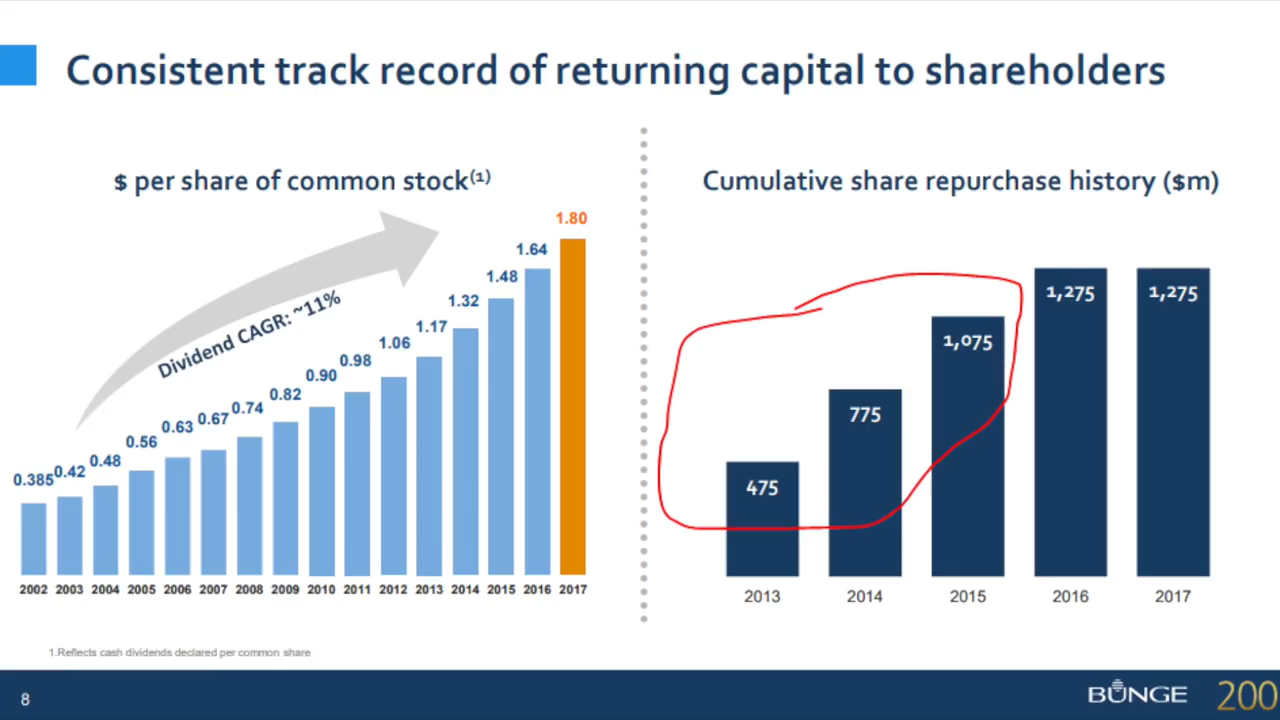 Consistent track record of returning capital to shareholders
$ per share of common stock(1)
Dividend CAGR: ~11%
0.385
0.42
0.48
0.56
0.63
0.67
0.74
0.82
0.90
0.98
1.06
1.17
1.32
1.48
1.64
1.80
2002 2003 2004 2005 2006 2007 2008 2009 2010 2011 2012 2013 2014 2015 2016 2017
Cumulative share repurchase history ($m)
475
775
1,075
1,275
1,275
2013 2014 2015 2016 2017
1.Reflects cash dividends declared per common share
8
BUNGE
200